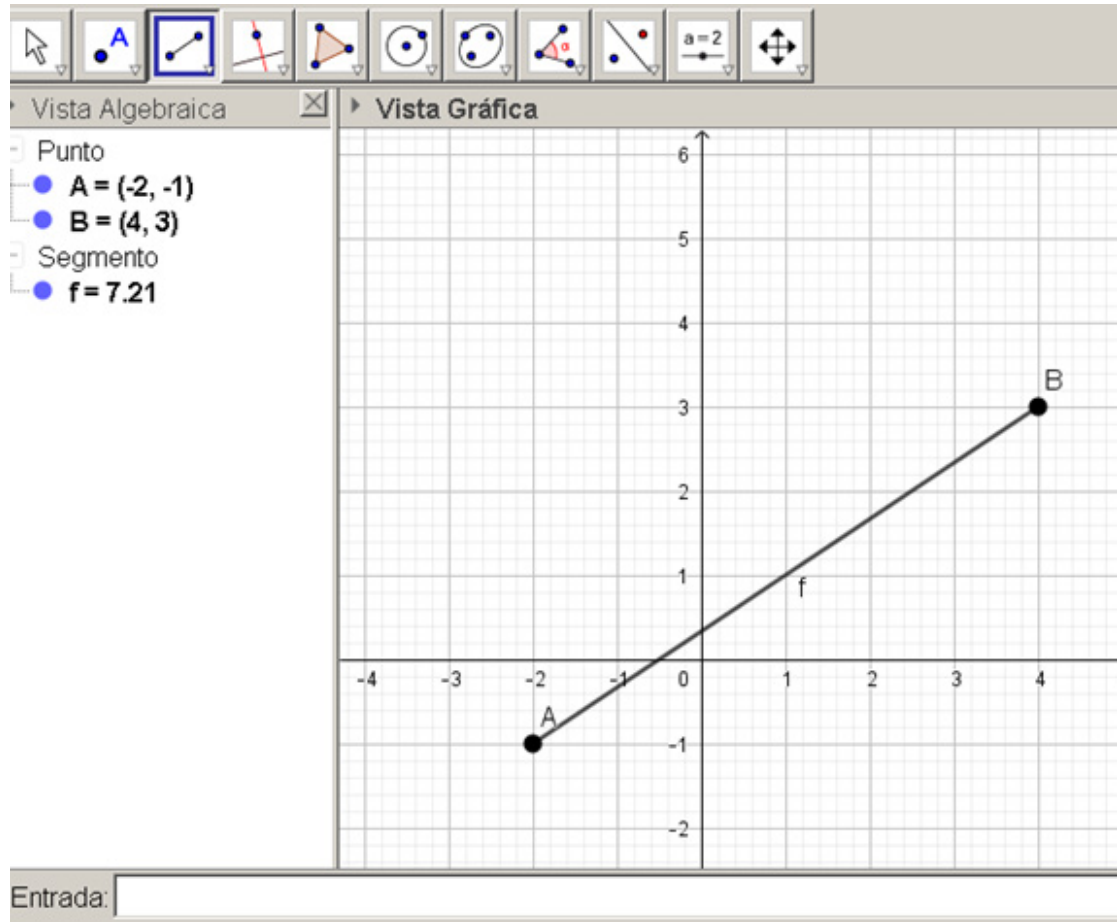 A
α
a=2
Vista Algebraica
Vista Gráfica
Punto
A = (-2, -1)
B = (4, 3)
Segmento
f = 7.21
6
5
4
3
2
1
-1
-2
-4 -3 -2 -1 0 1 2 3 4
B
f
A
Entrada: